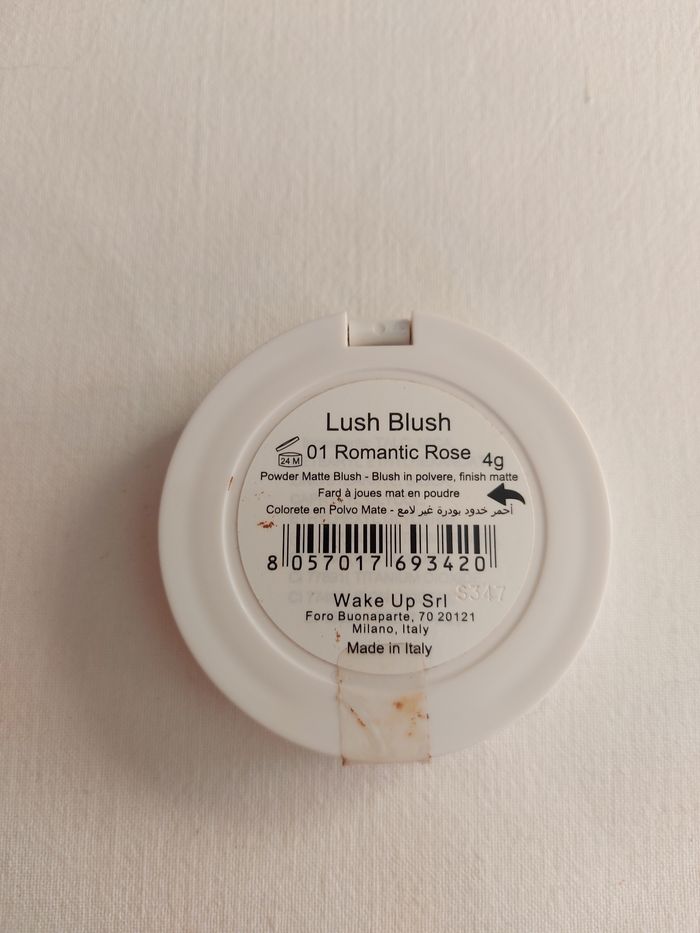 Lush Blush
24 M 01 Romantic Rose 4g
Powder Matte Blush - Blush in polvere, finish matte
Fard à joues mat en poudre
Colorete en Polvo Mate - أحمر خدود بودرة غير لامع
8 057017 693420
S347
Wake Up Srl
Foro Buonaparte, 70 20121
Milano, Italy
Made in Italy